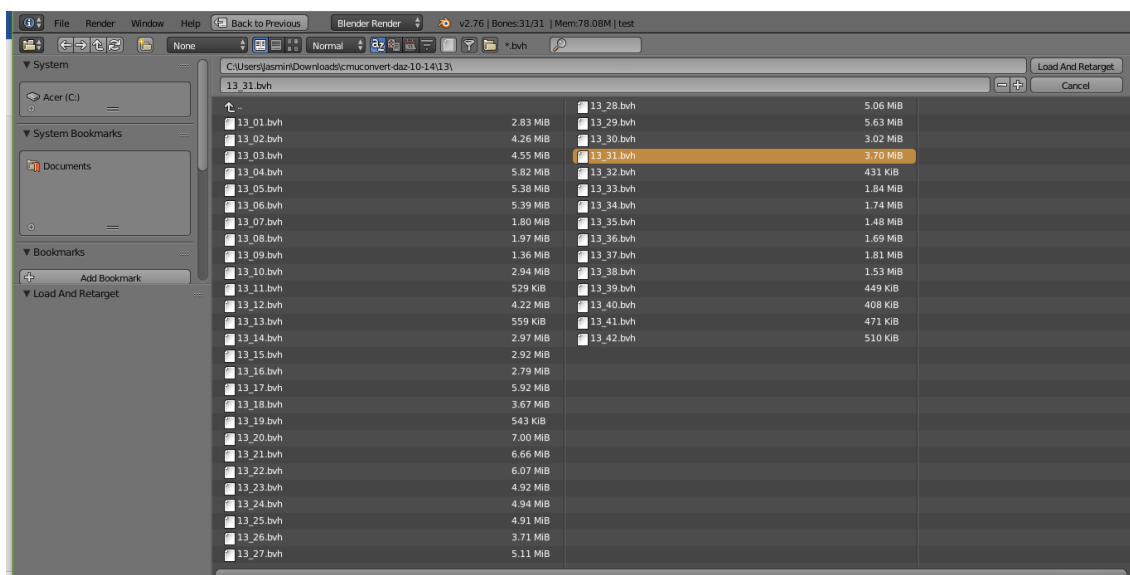 File Render Window Help Back to Previous Blender Render v2.76 | Bones:31/31 | Mem:78.08M | test
None Normal *.bvh
System
C:\Users\Jasmin\Downloads\cmuconvert-daz-10-14\13\ Load And Retarget
13_31.bvh Cancel
Acer (C:)
System Bookmarks
Documents
Bookmarks
Add Bookmark
Load And Retarget
..
13_01.bvh 2.83 MiB
13_02.bvh 4.26 MiB
13_03.bvh 4.55 MiB
13_04.bvh 5.82 MiB
13_05.bvh 5.38 MiB
13_06.bvh 5.39 MiB
13_07.bvh 1.80 MiB
13_08.bvh 1.97 MiB
13_09.bvh 1.36 MiB
13_10.bvh 2.94 MiB
13_11.bvh 529 KiB
13_12.bvh 4.22 MiB
13_13.bvh 559 KiB
13_14.bvh 2.97 MiB
13_15.bvh 2.92 MiB
13_16.bvh 2.79 MiB
13_17.bvh 5.92 MiB
13_18.bvh 3.67 MiB
13_19.bvh 543 KiB
13_20.bvh 7.00 MiB
13_21.bvh 6.66 MiB
13_22.bvh 6.07 MiB
13_23.bvh 4.92 MiB
13_24.bvh 4.94 MiB
13_25.bvh 4.91 MiB
13_26.bvh 3.71 MiB
13_27.bvh 5.11 MiB
13_28.bvh 5.06 MiB
13_29.bvh 5.63 MiB
13_30.bvh 3.02 MiB
13_31.bvh 3.70 MiB
13_32.bvh 431 KiB
13_33.bvh 1.84 MiB
13_34.bvh 1.74 MiB
13_35.bvh 1.48 MiB
13_36.bvh 1.69 MiB
13_37.bvh 1.81 MiB
13_38.bvh 1.53 MiB
13_39.bvh 449 KiB
13_40.bvh 408 KiB
13_41.bvh 471 KiB
13_42.bvh 510 KiB